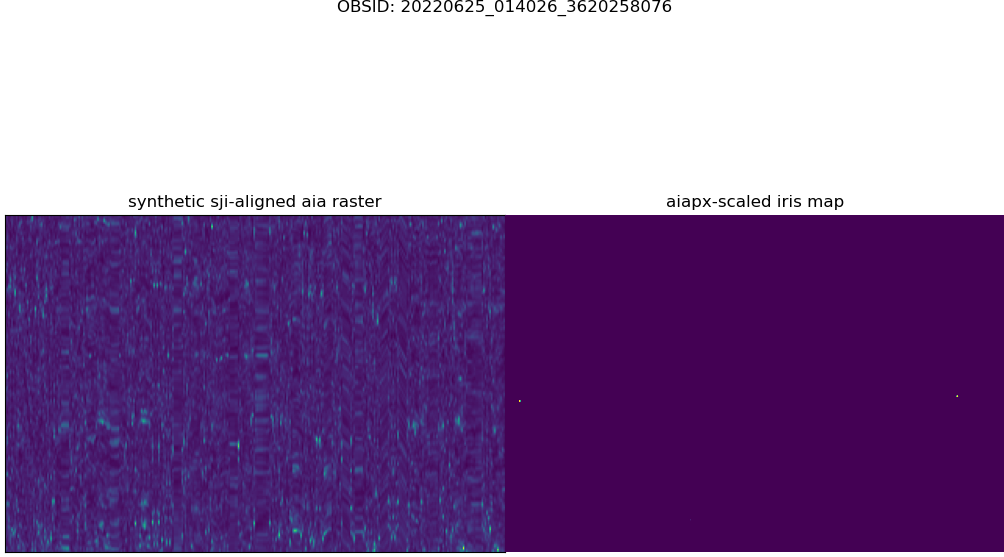 OBSID: 20220625_014026_3620258076
synthetic sji-aligned aia raster
aiapx-scaled iris map